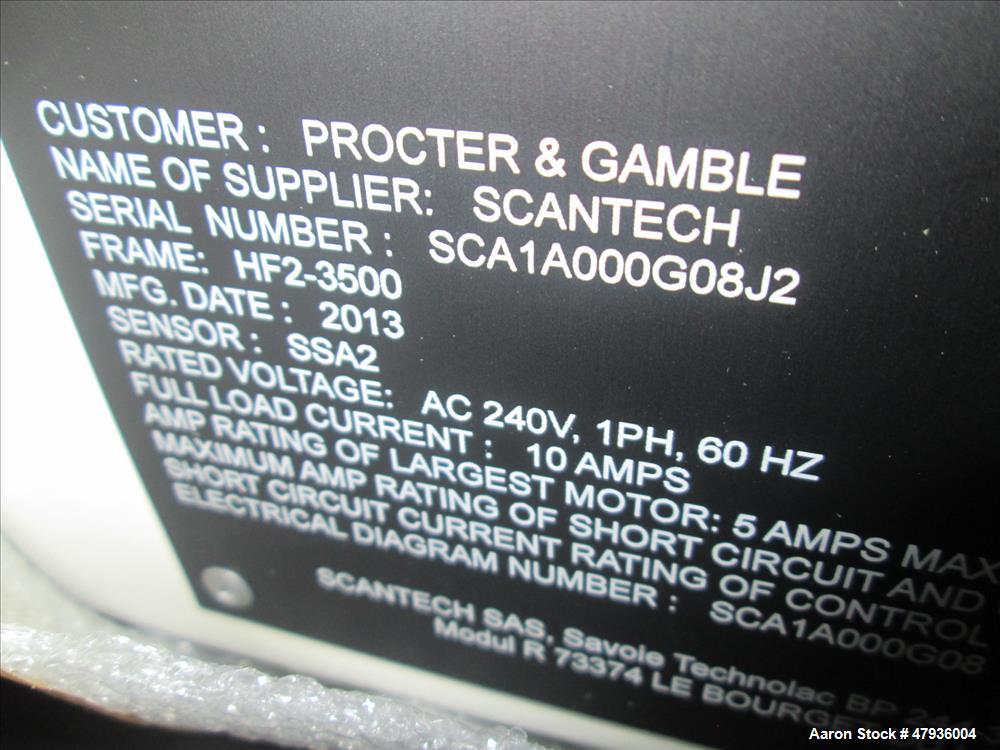 CUSTOMER : PROCTER & GAMBLE
NAME OF SUPPLIER: SCANTECH
SERIAL NUMBER : SCA1A000G08J2
FRAME: HF2-3500
MFG. DATE : 2013
SENSOR : SSA2
RATED VOLTAGE: AC 240V, 1PH, 60 HZ
FULL LOAD CURRENT : 10 AMPS
AMP RATING OF LARGEST MOTOR: 5 AMPS MAX
MAXIMUM AMP RATING OF SHORT CIRCUIT AND
SHORT CIRCUIT CURRENT RATING OF CONTROL
ELECTRICAL DIAGRAM NUMBER : SCA1A000G08
SCANTECH SAS, Savoie Technolac BP 244
Modul R 73374 LE BOURGET
Aaron Stock # 47936004